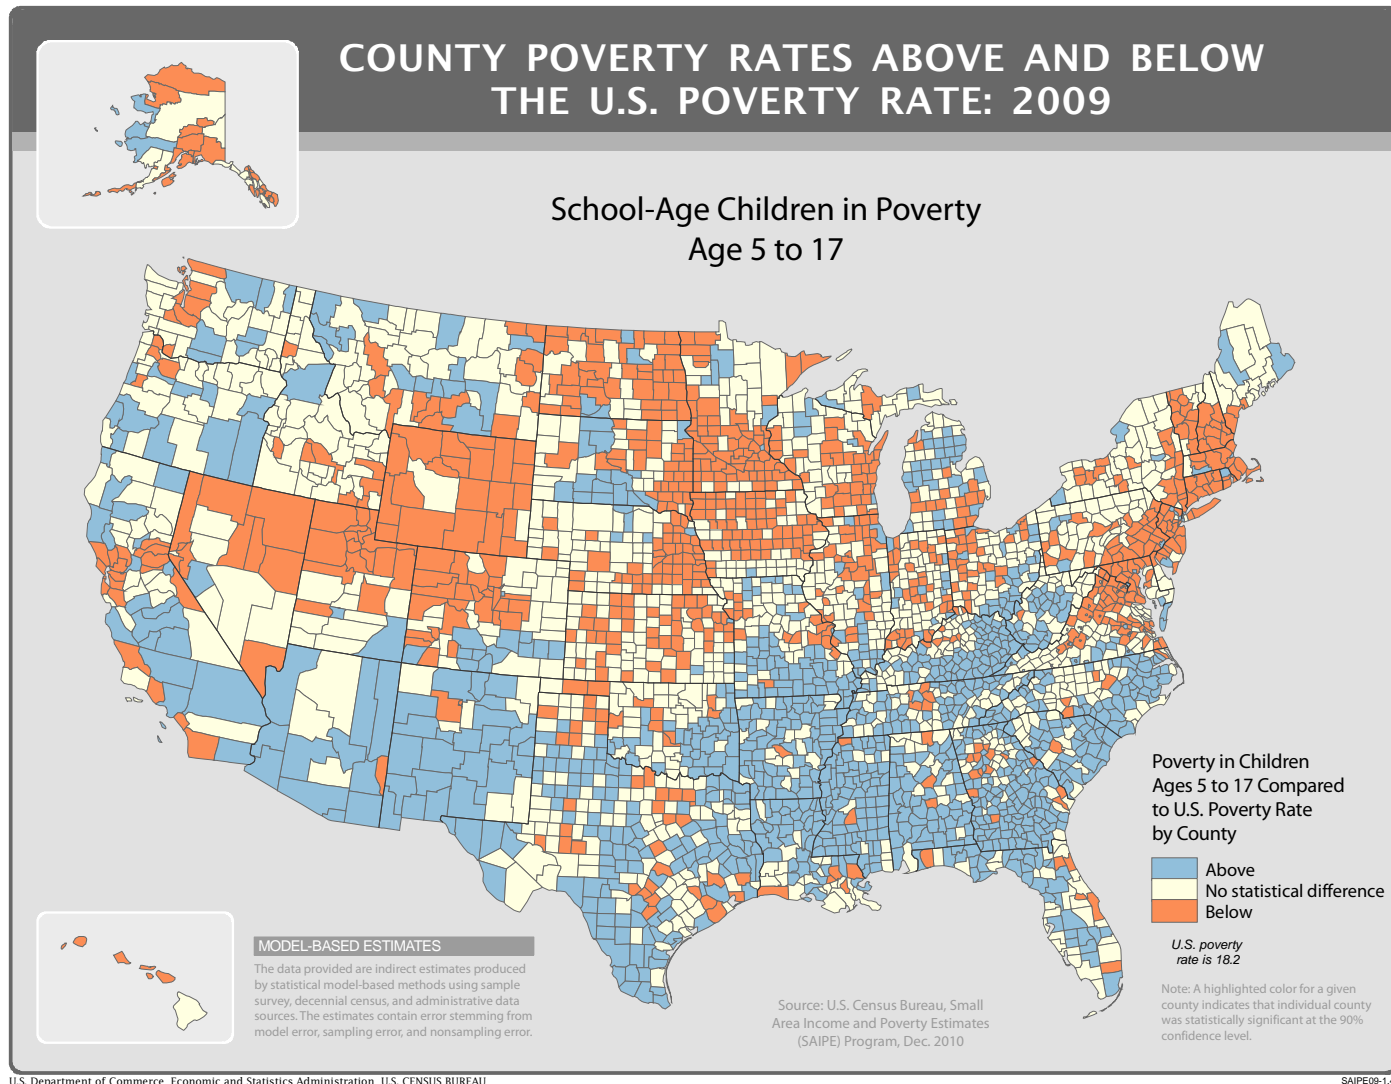 COUNTY POVERTY RATES ABOVE AND BELOW
THE U.S. POVERTY RATE: 2009
School-Age Children in Poverty
Age 5 to 17
Poverty in Children
Ages 5 to 17 Compared
to U.S. Poverty Rate
by County
Above
No statistical difference
Below
U.S. poverty
rate is 18.2
Note: A highlighted color for a given
county indicates that individual county
was statistically significant at the 90%
confidence level.
MODEL-BASED ESTIMATES
The data provided are indirect estimates produced
by statistical model-based methods using sample
survey, decennial census, and administrative data
sources. The estimates contain error stemming from
model error, sampling error, and nonsampling error.
Source: U.S. Census Bureau, Small
Area Income and Poverty Estimates
(SAIPE) Program, Dec. 2010
U.S. Department of Commerce, Economic and Statistics Administration, U.S. CENSUS BUREAU